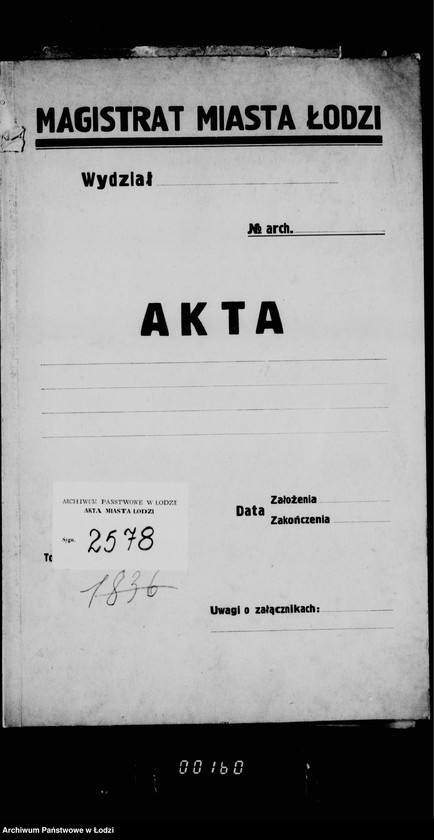 MAGISTRAT MIASTA ŁODZI
Wydział
№ arch.
AKTA
ARCHIWUM PAŃSTWOWE W ŁODZI
AKTA MIASTA ŁODZI
Sygn. 2578
1836
Data Założenia
Zakończenia
Uwagi o załącznikach:
00160
Archiwum Państwowe w Łodzi